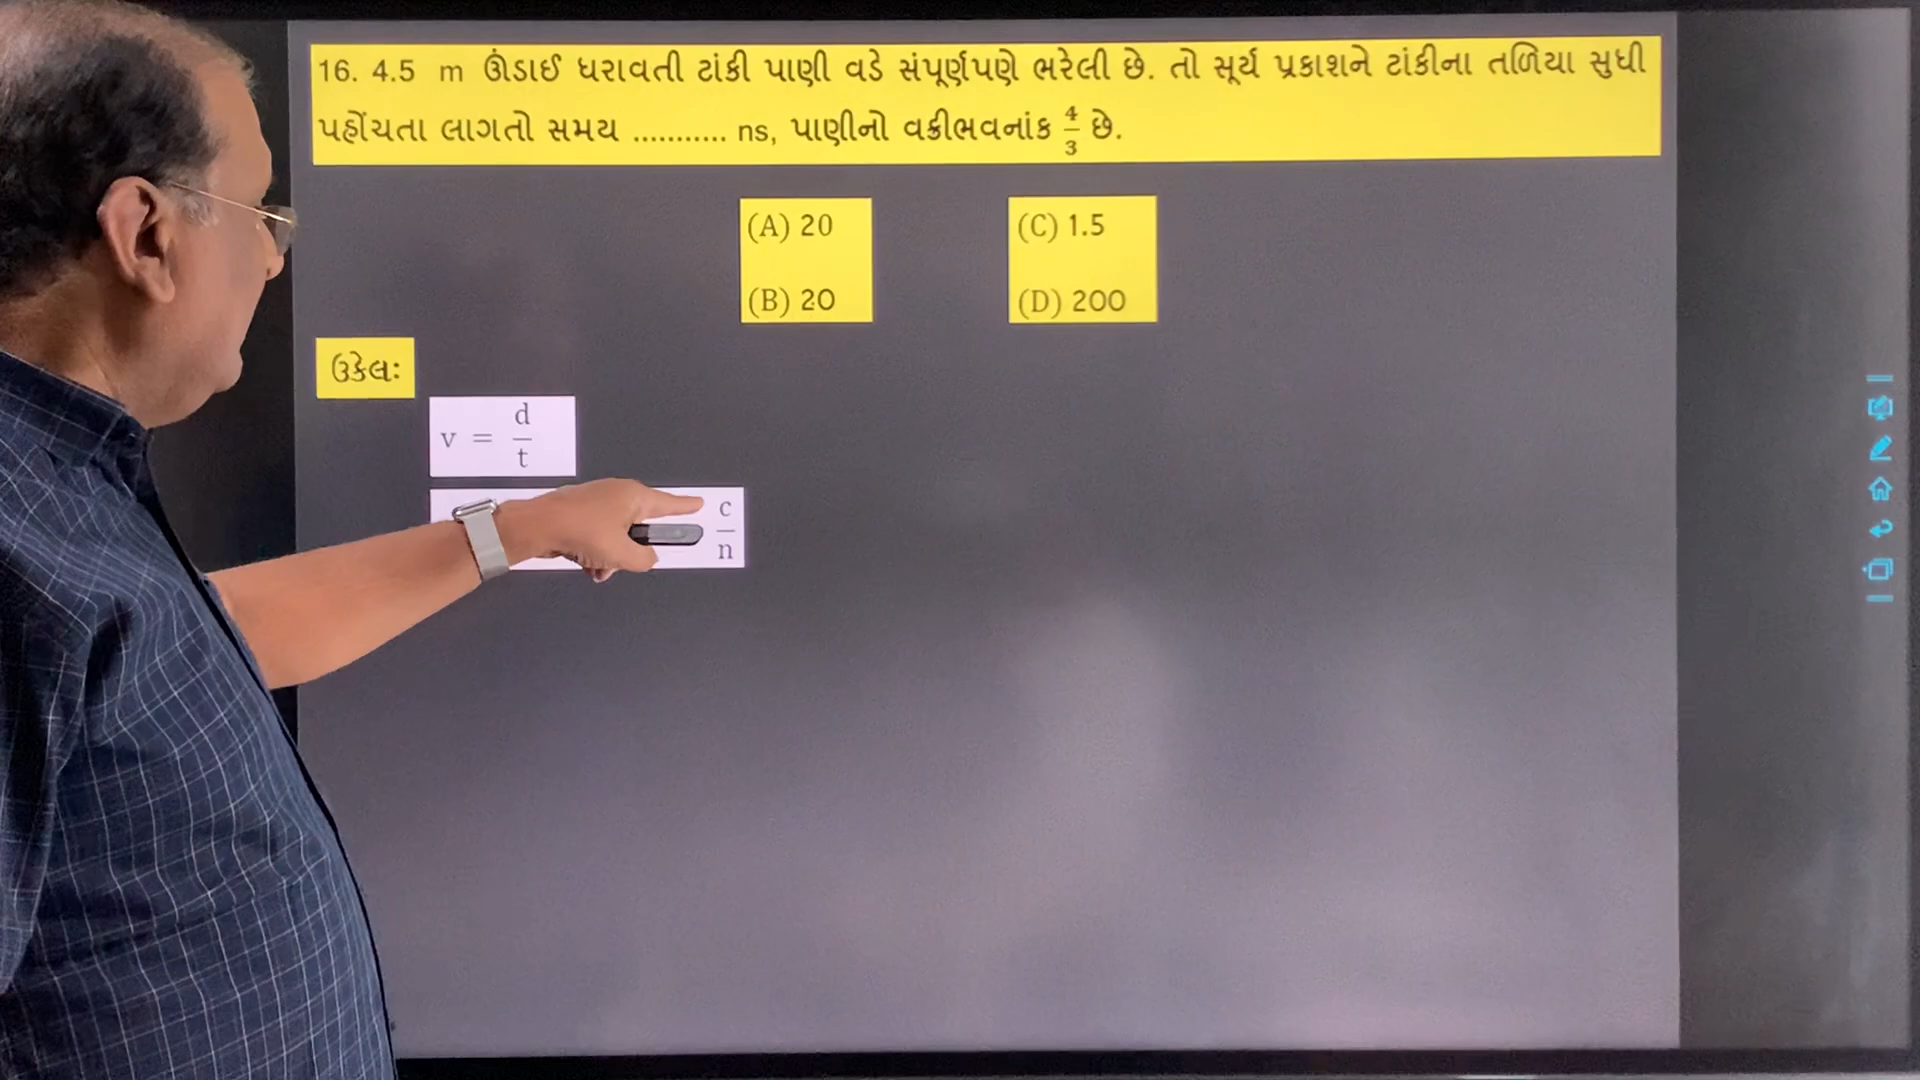 16. 4.5 m ઊંડાઈ ધરાવતી ટાંકી પાણી વડે સંપૂર્ણપણે ભરેલી છે. તો સૂર્ય પ્રકાશને ટાંકીના તળિયા સુધી
પહોંચતા લાગતો સમય ........... ns, પાણીનો વક્રીભવનાંક 4/3 છે.
(A) 20
(C) 1.5
(B) 20
(D) 200
ઉકેલઃ
v = d/t
c/n